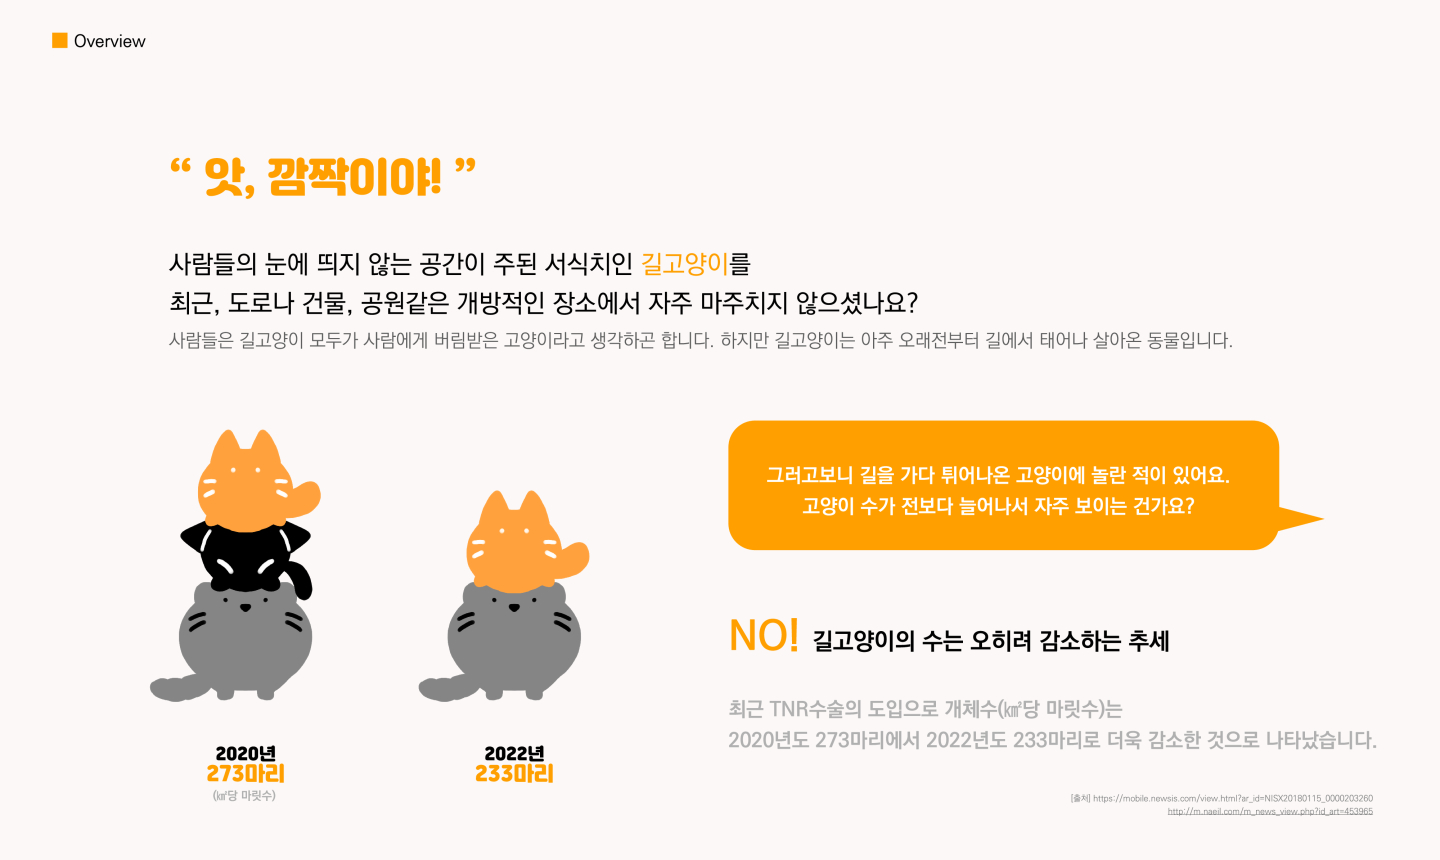 Overview
“ 앗, 깜짝이야! ”
사람들의 눈에 띄지 않는 공간이 주된 서식치인 길고양이를
최근, 도로나 건물, 공원같은 개방적인 장소에서 자주 마주치지 않으셨나요?
사람들은 길고양이 모두가 사람에게 버림받은 고양이라고 생각하곤 합니다. 하지만 길고양이는 아주 오래전부터 길에서 태어나 살아온 동물입니다.
그러고보니 길을 가다 튀어나온 고양이에 놀란 적이 있어요.
고양이 수가 전보다 늘어나서 자주 보이는 건가요?
NO! 길고양이의 수는 오히려 감소하는 추세
최근 TNR수술의 도입으로 개체수(㎢당 마릿수)는
2020년도 273마리에서 2022년도 233마리로 더욱 감소한 것으로 나타났습니다.
2020년
273마리
(㎢당 마릿수)
2022년
233마리
[출처] https://mobile.newsis.com/view.html?ar_id=NISX20180115_0000203260
http://m.naeil.com/m_news_view.php?id_art=453965